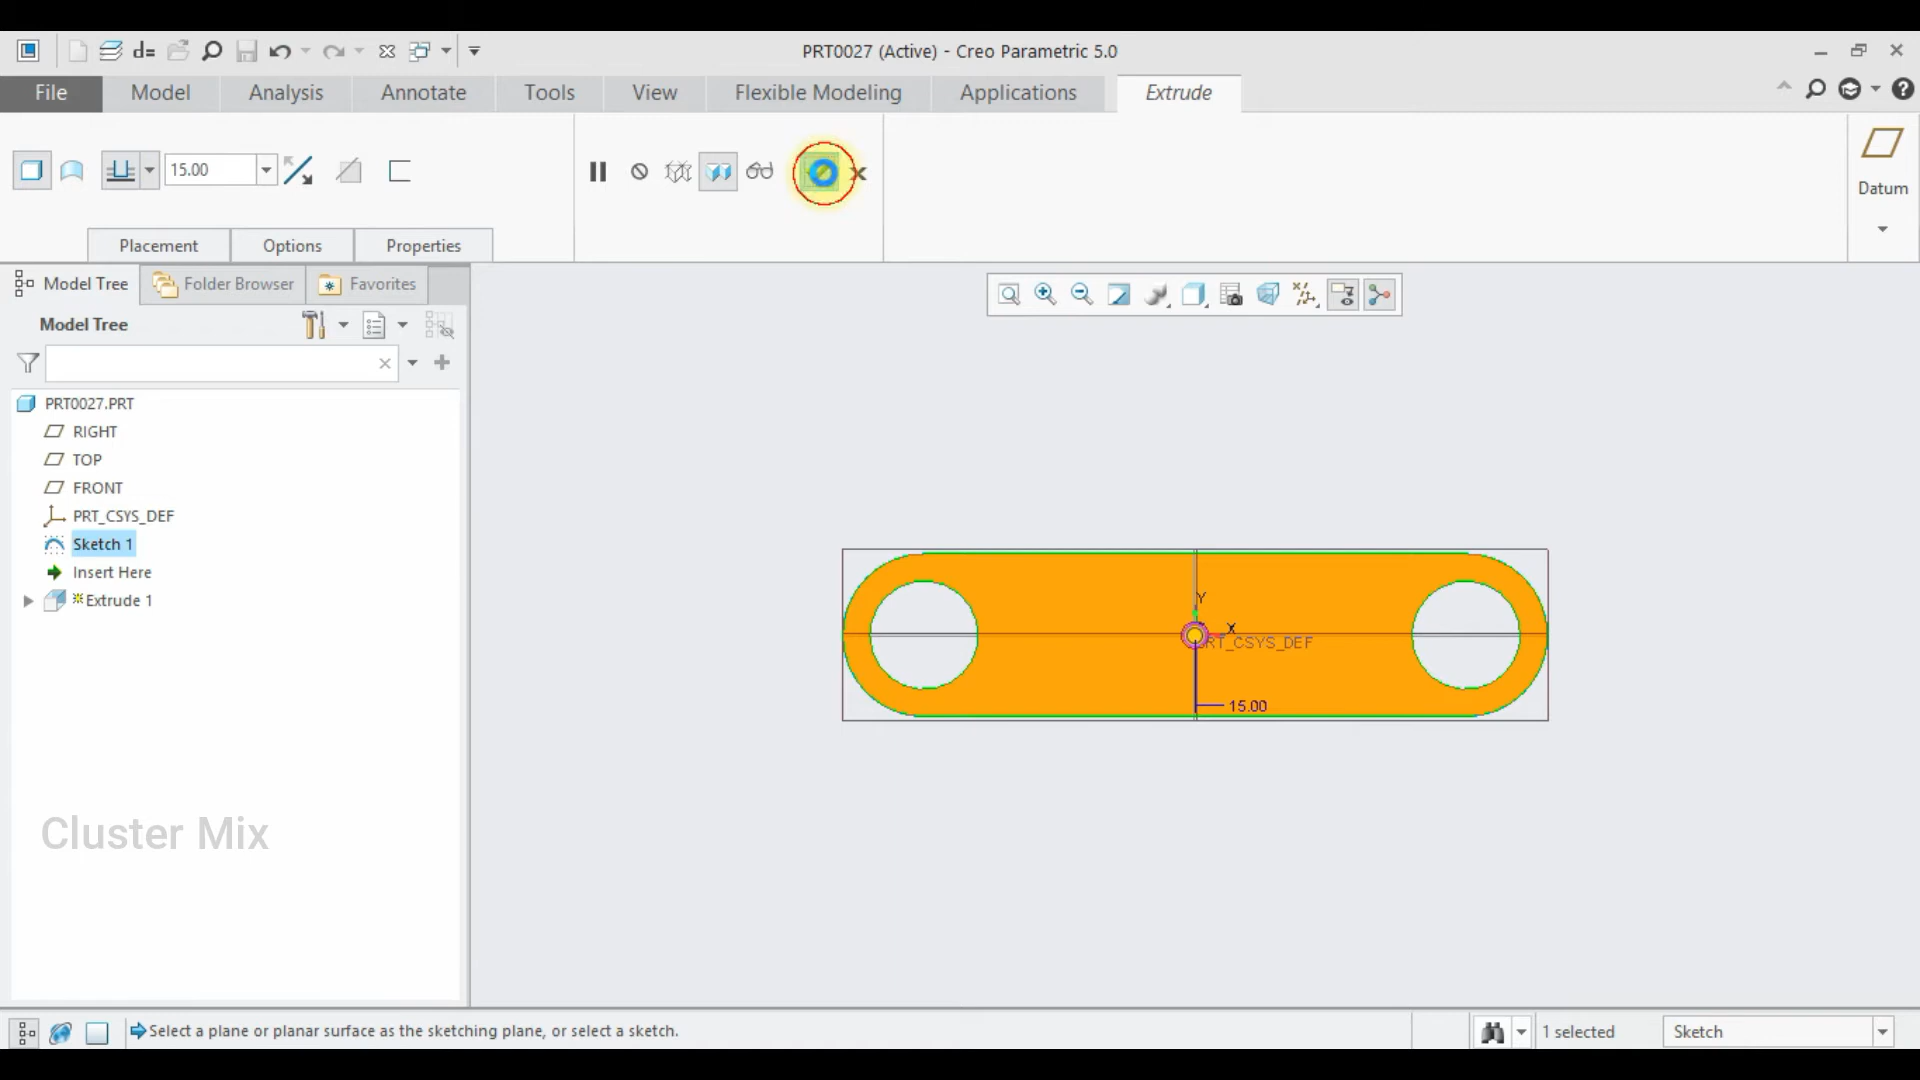 d=
PRT0027 (Active) - Creo Parametric 5.0
File Model Analysis Annotate Tools View Flexible Modeling Applications Extrude
15.00
Datum
Placement Options Properties
Model Tree Folder Browser Favorites
Model Tree
PRT0027.PRT
RIGHT
TOP
FRONT
PRT_CSYS_DEF
Sketch 1
Insert Here
Extrude 1
Y
X
RT_CSYS_DEF
15.00
Cluster Mix
Select a plane or planar surface as the sketching plane, or select a sketch.
1 selected
Sketch